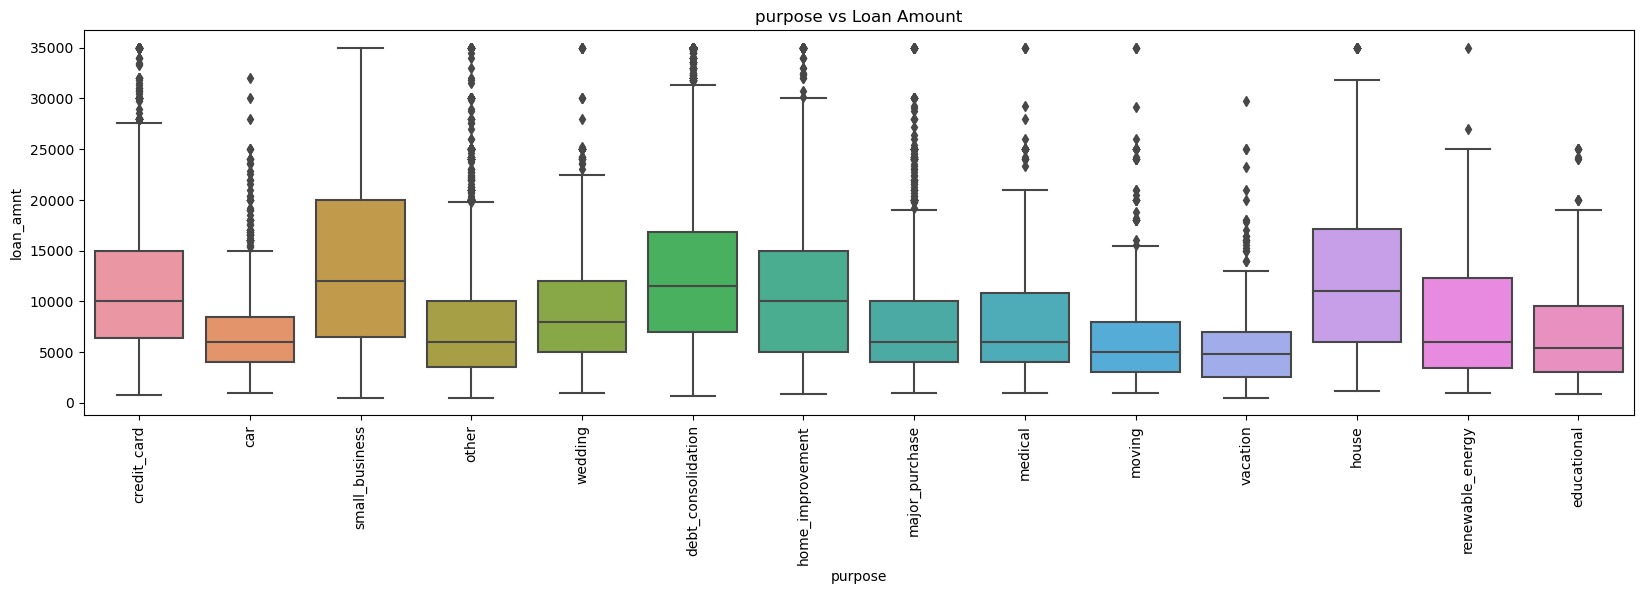 purpose vs Loan Amount
35000
30000
25000
20000
15000
10000
5000
0
loan_amnt
credit_card
car
small_business
other
wedding
debt_consolidation
home_improvement
major_purchase
medical
moving
vacation
house
renewable_energy
educational
purpose